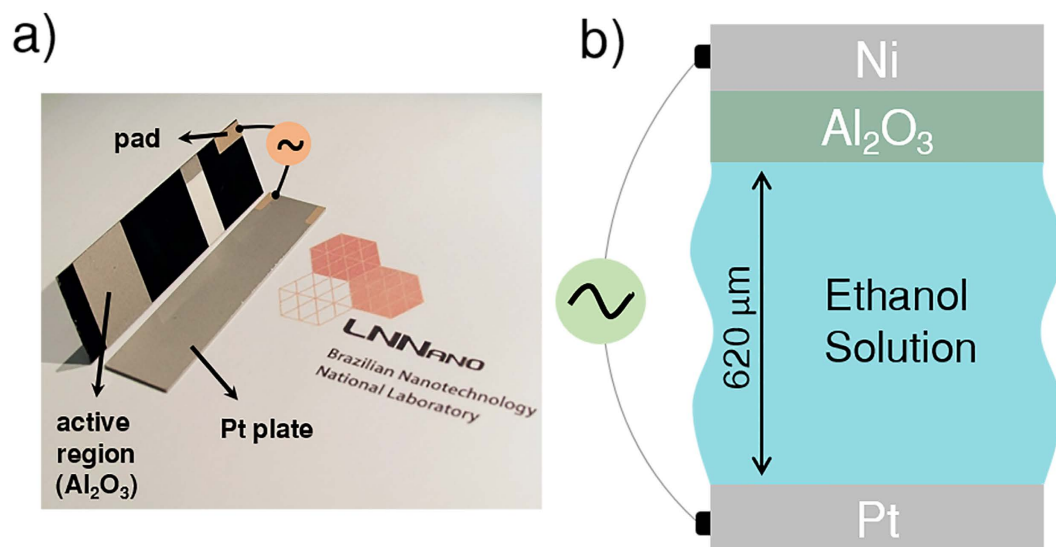 a)
pad
LNNANO
Brazilian Nanotechnology
National Laboratory
active
region
(Al₂O₃)
Pt plate
b)
Ni
Al₂O₃
620 µm
Ethanol
Solution
Pt